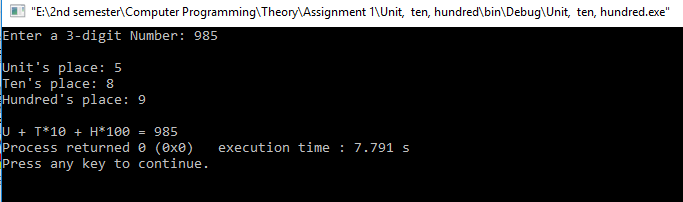 "E:\2nd semester\Computer Programming\Theory\Assignment 1\Unit,  ten, hundred\bin\Debug\Unit,  ten, hundred.exe"
Enter a 3-digit Number: 985
Unit's place: 5
Ten's place: 8
Hundred's place: 9
U + T*10 + H*100 = 985
Process returned 0 (0x0)   execution time : 7.791 s
Press any key to continue.